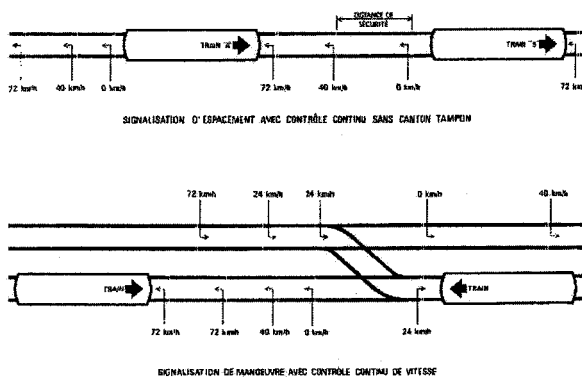 DISTANCE DE
SÉCURITÉ
TRAIN "A"
TRAIN "B"
72 km/h
40 km/h
0 km/h
72 km/h
40 km/h
0 km/h
72 km/h
SIGNALISATION D'ESPACEMENT AVEC CONTRÔLE CONTINU SANS CANTON TAMPON
72 km/h
24 km/h
24 km/h
0 km/h
40 km/h
TRAIN
TRAIN
72 km/h
72 km/h
40 km/h
0 km/h
24 km/h
SIGNALISATION DE MANOEUVRE AVEC CONTRÔLE CONTINU DE VITESSE